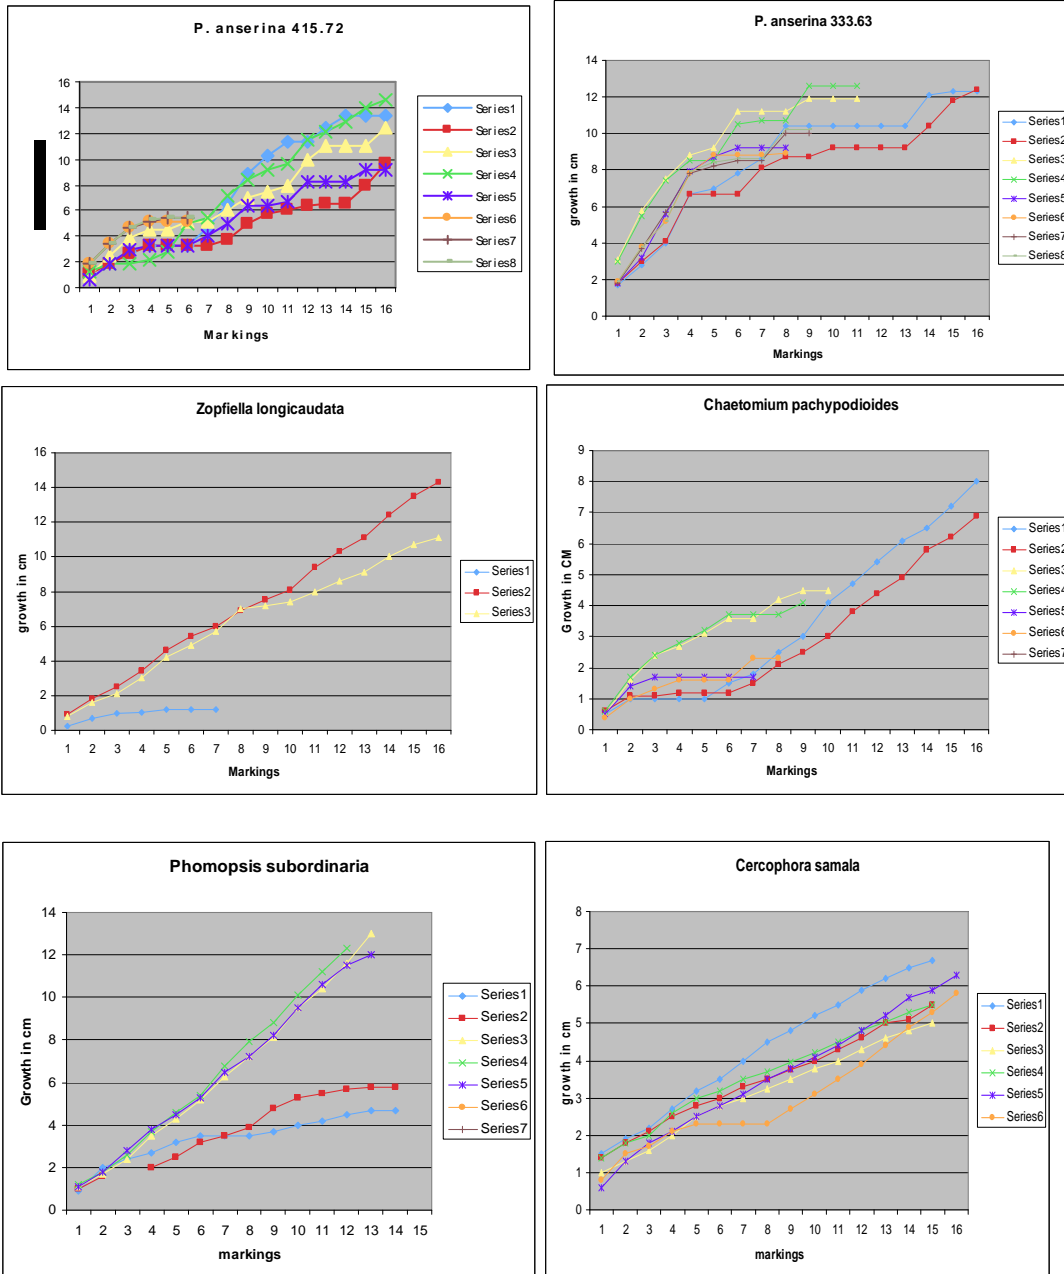 P. anserina 415.72
16
14
12
10
8
6
4
2
0
1 2 3 4 5 6 7 8 9 10 11 12 13 14 15 16
Markings
Series1
Series2
Series3
Series4
Series5
Series6
Series7
Series8
P. anserina 333.63
growth in cm
14
12
10
8
6
4
2
0
1 2 3 4 5 6 7 8 9 10 11 12 13 14 15 16
Markings
Series1
Series2
Series3
Series4
Series5
Series6
Series7
Series8
Zopfiella longicaudata
growth in cm
16
14
12
10
8
6
4
2
0
1 2 3 4 5 6 7 8 9 10 11 12 13 14 15 16
Markings
Series1
Series2
Series3
Chaetomium pachypodioides
Growth in CM
9
8
7
6
5
4
3
2
1
0
1 2 3 4 5 6 7 8 9 10 11 12 13 14 15 16
Markings
Series1
Series2
Series3
Series4
Series5
Series6
Series7
Phomopsis subordinaria
Growth in cm
14
12
10
8
6
4
2
0
1 2 3 4 5 6 7 8 9 10 11 12 13 14 15
markings
Series1
Series2
Series3
Series4
Series5
Series6
Series7
Cercophora samala
growth in cm
8
7
6
5
4
3
2
1
0
1 2 3 4 5 6 7 8 9 10 11 12 13 14 15 16
markings
Series1
Series2
Series3
Series4
Series5
Series6